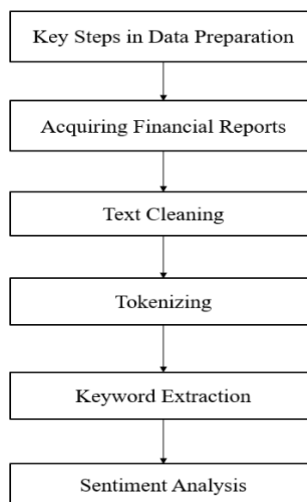 Key Steps in Data Preparation
Acquiring Financial Reports
Text Cleaning
Tokenizing
Keyword Extraction
Sentiment Analysis